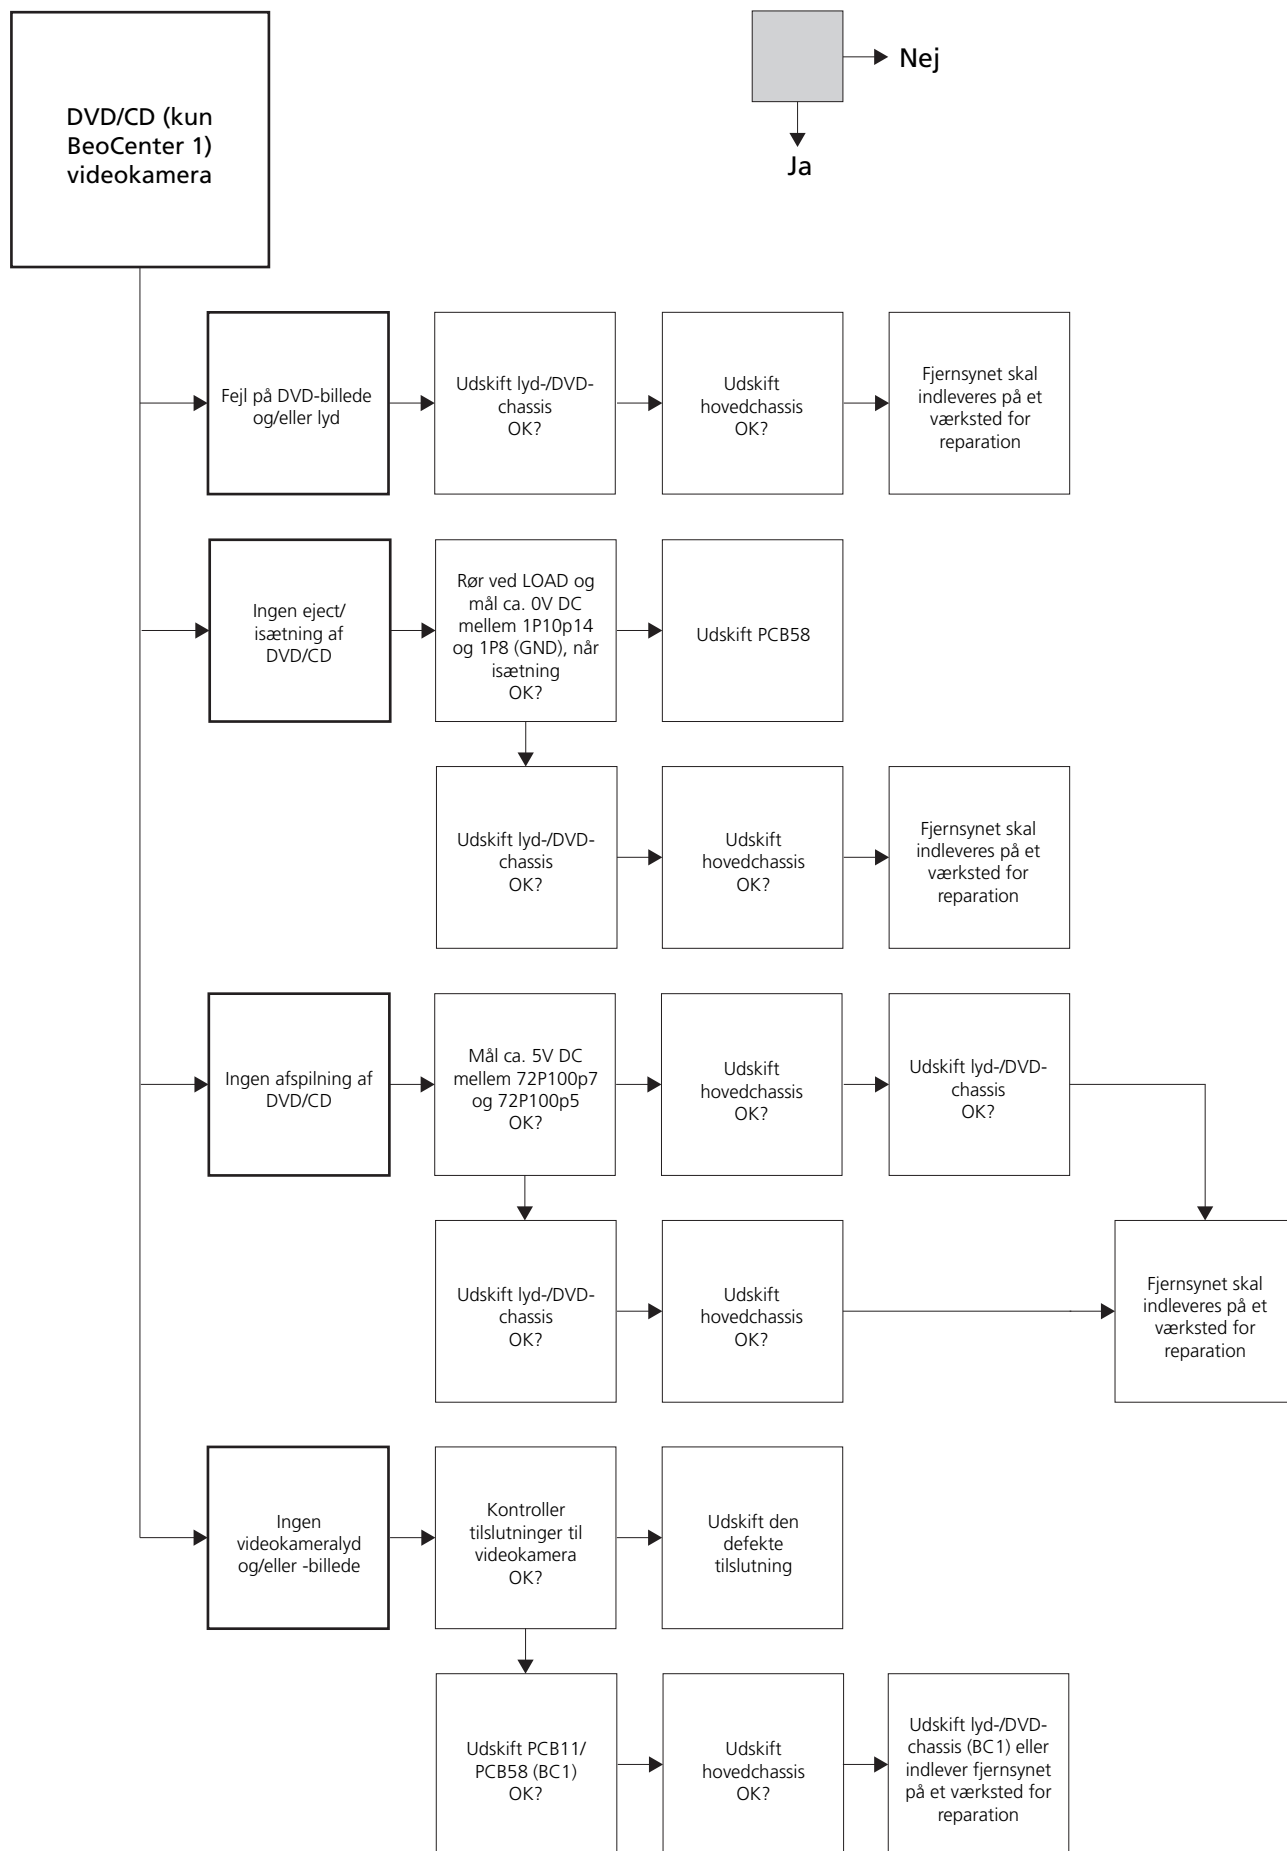 DVD/CD (kun
BeoCenter 1)
videokamera
Nej
Ja
Fejl på DVD-billede
og/eller lyd
Udskift lyd-/DVD-
chassis
OK?
Udskift
hovedchassis
OK?
Fjernsynet skal
indleveres på et
værksted for
reparation
Ingen eject/
isætning af
DVD/CD
Rør ved LOAD og
mål ca. 0V DC
mellem 1P10p14
og 1P8 (GND), når
isætning
OK?
Udskift PCB58
Udskift lyd-/DVD-
chassis
OK?
Udskift
hovedchassis
OK?
Fjernsynet skal
indleveres på et
værksted for
reparation
Ingen afspilning af
DVD/CD
Mål ca. 5V DC
mellem 72P100p7
og 72P100p5
OK?
Udskift
hovedchassis
OK?
Udskift lyd-/DVD-
chassis
OK?
Udskift lyd-/DVD-
chassis
OK?
Udskift
hovedchassis
OK?
Fjernsynet skal
indleveres på et
værksted for
reparation
Ingen
videokameralyd
og/eller -billede
Kontroller
tilslutninger til
videokamera
OK?
Udskift den
defekte
tilslutning
Udskift PCB11/
PCB58 (BC1)
OK?
Udskift
hovedchassis
OK?
Udskift lyd-/DVD-
chassis (BC1) eller
indlever fjernsynet
på et værksted for
reparation